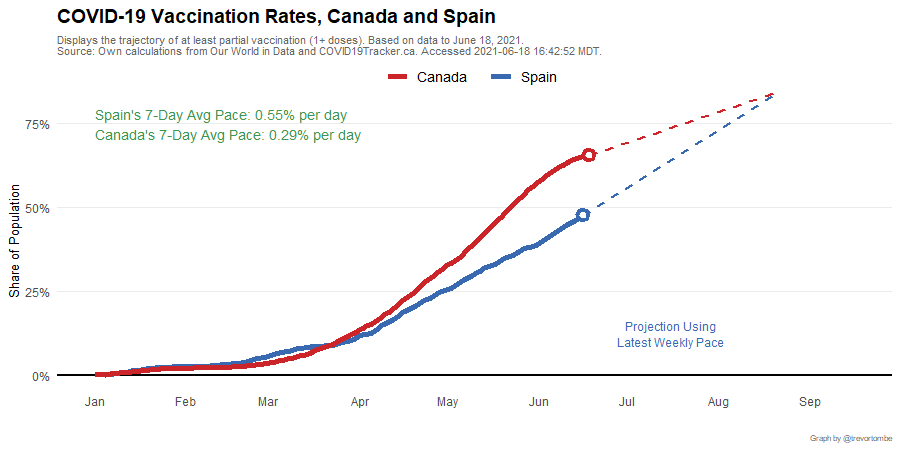 COVID-19 Vaccination Rates, Canada and Spain
Displays the trajectory of at least partial vaccination (1+ doses). Based on data to June 18, 2021.
Source: Own calculations from Our World in Data and COVID19Tracker.ca. Accessed 2021-06-18 16:42:52 MDT.
Canada Spain
Spain's 7-Day Avg Pace: 0.55% per day
Canada's 7-Day Avg Pace: 0.29% per day
75%
50%
25%
0%
Share of Population
Projection Using
Latest Weekly Pace
Jan Feb Mar Apr May Jun Jul Aug Sep
Graph by @trevortombe